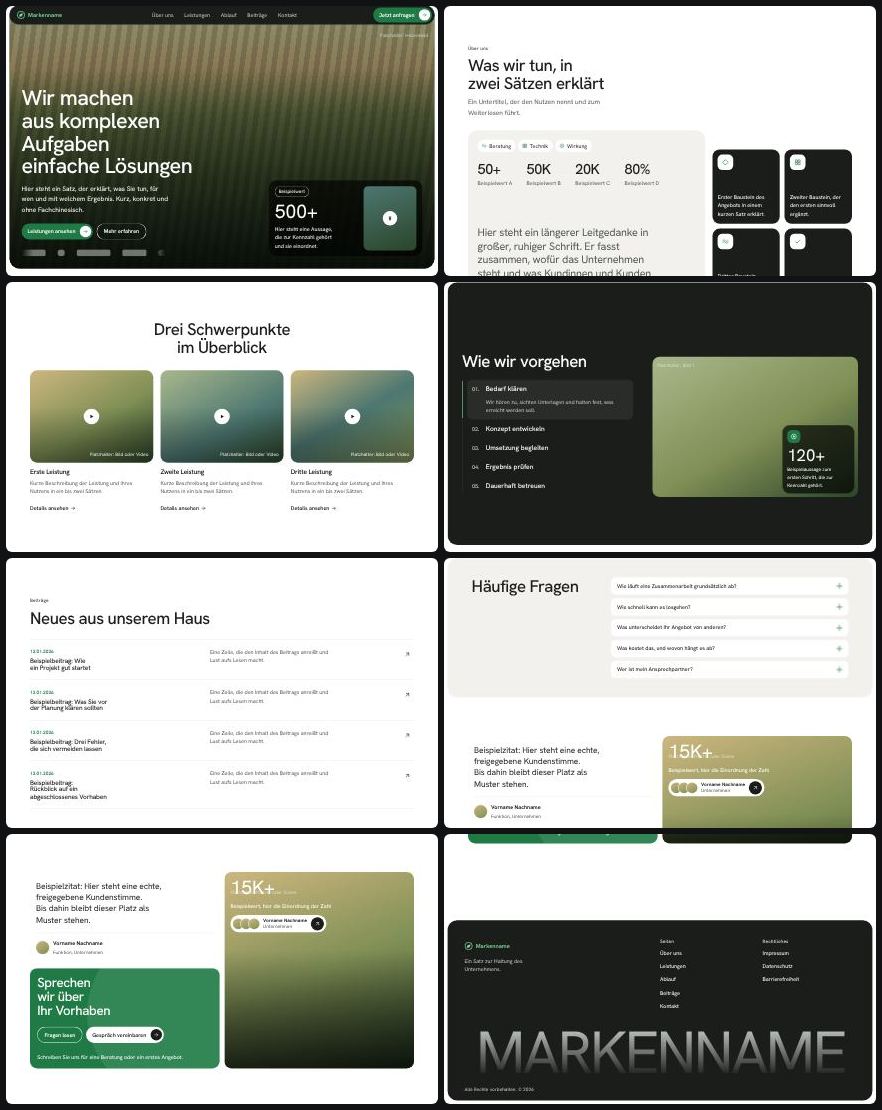 Markenname
Über uns Leistungen Ablauf Beiträge Kontakt
Jetzt anfragen
Wir machen
aus komplexen
Aufgaben
einfache Lösungen
Hier steht ein Satz, der erklärt, was Sie tun, für
wen und mit welchem Ergebnis. Kurz, konkret und
ohne Fachchinesisch.
Leistungen ansehen
Mehr erfahren
Beispielwert
500+
Hier steht eine Aussage,
die zur Kennzahl gehört
und sie einordnet.
Über uns
Was wir tun, in
zwei Sätzen erklärt
Ein Untertitel, der den Nutzen nennt und zum
Weiterlesen führt.
Beratung Technik Wirkung
50+ 50K 20K 80%
Beispielwert A Beispielwert B Beispielwert C Beispielwert D
Hier steht ein längerer Leitgedanke in
großer, ruhiger Schrift. Er fasst
zusammen, wofür das Unternehmen
steht und was Kundinnen und Kunden
Erster Baustein des
Angebots in einem
kurzen Satz erklärt.
Zweiter Baustein, der
den ersten sinnvoll
ergänzt.
Drei Schwerpunkte
im Überblick
Platzhalter: Bild oder Video
Platzhalter: Bild oder Video
Platzhalter: Bild oder Video
Erste Leistung
Kurze Beschreibung der Leistung und ihres
Nutzens in ein bis zwei Sätzen.
Details ansehen →
Zweite Leistung
Kurze Beschreibung der Leistung und ihres
Nutzens in ein bis zwei Sätzen.
Details ansehen →
Dritte Leistung
Kurze Beschreibung der Leistung und ihres
Nutzens in ein bis zwei Sätzen.
Details ansehen →
Wie wir vorgehen
01. Bedarf klären
Wir hören zu, sichten Unterlagen und halten fest, was
erreicht werden soll.
02. Konzept entwickeln
03. Umsetzung begleiten
04. Ergebnis prüfen
05. Dauerhaft betreuen
120+
Beispielaussage zum
ersten Schritt, die zur
Kennzahl gehört.
Beiträge
Neues aus unserem Haus
13.01.2026
Beispielbeitrag: Wie
ein Projekt gut startet
Eine Zeile, die den Inhalt des Beitrags anreißt und
Lust aufs Lesen macht.
13.01.2026
Beispielbeitrag: Was Sie vor
der Planung klären sollten
Eine Zeile, die den Inhalt des Beitrags anreißt und
Lust aufs Lesen macht.
13.01.2026
Beispielbeitrag: Drei Fehler,
die sich vermeiden lassen
Eine Zeile, die den Inhalt des Beitrags anreißt und
Lust aufs Lesen macht.
13.01.2026
Beispielbeitrag:
Rückblick auf ein
abgeschlossenes Vorhaben
Eine Zeile, die den Inhalt des Beitrags anreißt und
Lust aufs Lesen macht.
Häufige Fragen
Wie läuft eine Zusammenarbeit grundsätzlich ab?
Wie schnell kann es losgehen?
Was unterscheidet Ihr Angebot von anderen?
Was kostet das, und wovon hängt es ab?
Wer ist mein Ansprechpartner?
Beispielzitat: Hier steht eine echte,
freigegebene Kundenstimme.
Bis dahin bleibt dieser Platz als
Muster stehen.
Vorname Nachname
Funktion, Unternehmen
15K+
Beispielwert, hier die Einordnung der Zahl
Vorname Nachname
Unternehmen
Beispielzitat: Hier steht eine echte,
freigegebene Kundenstimme.
Bis dahin bleibt dieser Platz als
Muster stehen.
Vorname Nachname
Funktion, Unternehmen
Sprechen
wir über
Ihr Vorhaben
Fragen lesen
Gespräch vereinbaren
Schreiben Sie uns für eine Beratung oder ein erstes Angebot.
15K+
Beispielwert, hier die Einordnung der Zahl
Vorname Nachname
Unternehmen
Markenname
Ein Satz zur Haltung des
Unternehmens.
Seiten
Über uns
Leistungen
Ablauf
Beiträge
Kontakt
Rechtliches
Impressum
Datenschutz
Barrierefreiheit
MARKENNAME
Alle Rechte vorbehalten. © 2026